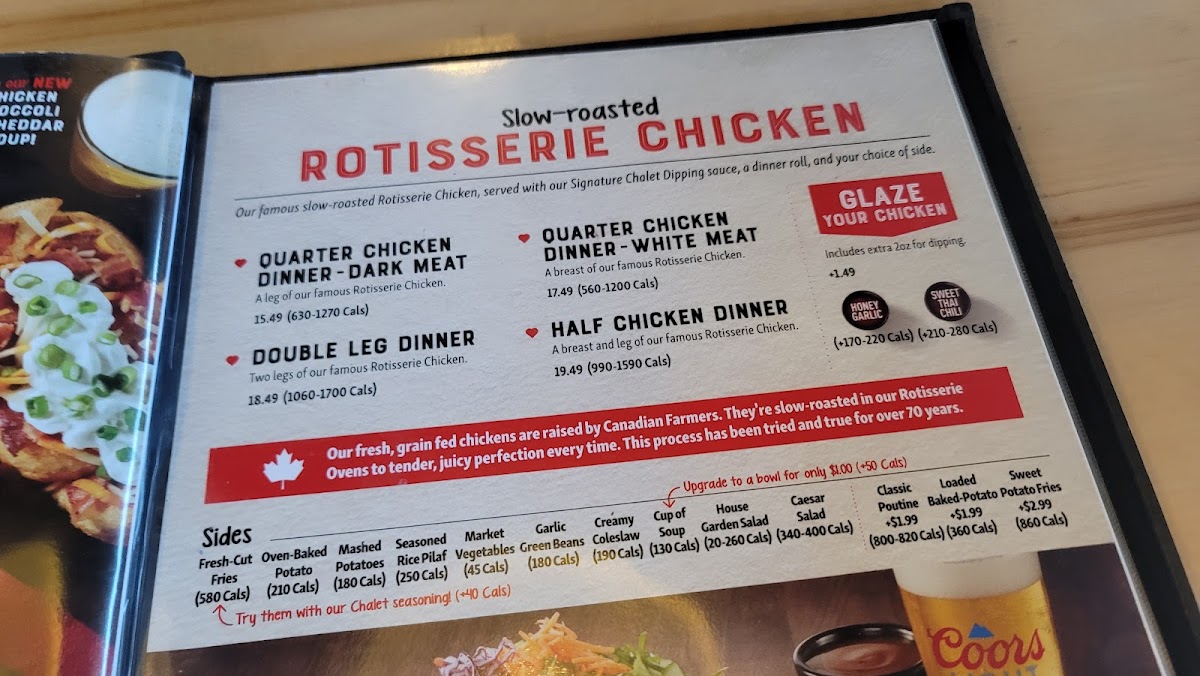 our NEW
HICKEN
OCCOLI
HEDDAR
OUP!
Slow-roasted
ROTISSERIE CHICKEN
Our famous slow-roasted Rotisserie Chicken, served with our Signature Chalet Dipping sauce, a dinner roll, and your choice of side.
QUARTER CHICKEN
DINNER - DARK MEAT
A leg of our famous Rotisserie Chicken.
15.49 (630-1270 Cals)
DOUBLE LEG DINNER
Two legs of our famous Rotisserie Chicken.
18.49 (1060-1700 Cals)
QUARTER CHICKEN
DINNER - WHITE MEAT
A breast of our famous Rotisserie Chicken.
17.49 (560-1200 Cals)
HALF CHICKEN DINNER
A breast and leg of our famous Rotisserie Chicken.
19.49 (990-1590 Cals)
GLAZE
YOUR CHICKEN
Includes extra 2oz for dipping.
+1.49
HONEY
GARLIC
(+170-220 Cals)
SWEET
THAI
CHILI
(+210-280 Cals)
Our fresh, grain fed chickens are raised by Canadian Farmers. They're slow-roasted in our Rotisserie
Ovens to tender, juicy perfection every time. This process has been tried and true for over 70 years.
Upgrade to a bowl for only $1.00 (+50 Cals)
Sides
Fresh-Cut
Fries
(580 Cals)
Oven-Baked
Potato
(210 Cals)
Mashed
Potatoes
(180 Cals)
Seasoned
Rice Pilaf
(250 Cals)
Market
Vegetables
(45 Cals)
Garlic
Green Beans
(180 Cals)
Creamy
Coleslaw
(190 Cals)
Cup of
Soup
(130 Cals)
House
Garden Salad
(20-260 Cals)
Caesar
Salad
(340-400 Cals)
Classic
Poutine
+$1.99
(800-820 Cals)
Loaded
Baked-Potato
+$1.99
(360 Cals)
Sweet
Potato Fries
+$2.99
(860 Cals)
Try them with our Chalet seasoning! (+40 Cals)
Coors